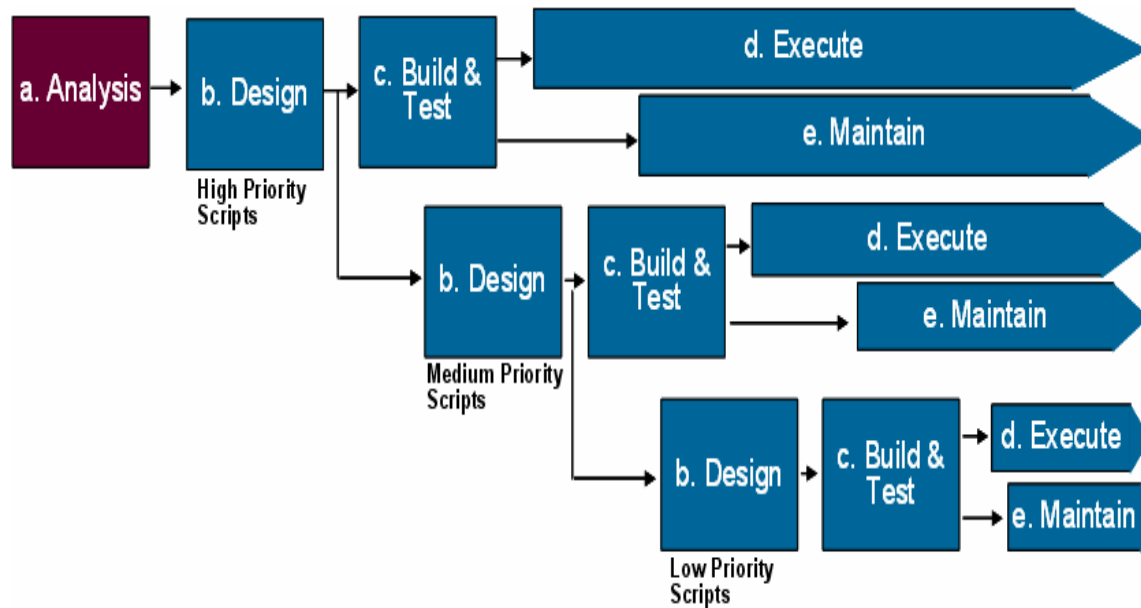 a. Analysis
b. Design
c. Build &
Test
d. Execute
e. Maintain
High Priority
Scripts
b. Design
c. Build &
Test
d. Execute
e. Maintain
Medium Priority
Scripts
b. Design
c. Build &
Test
d. Execute
e. Maintain
Low Priority
Scripts